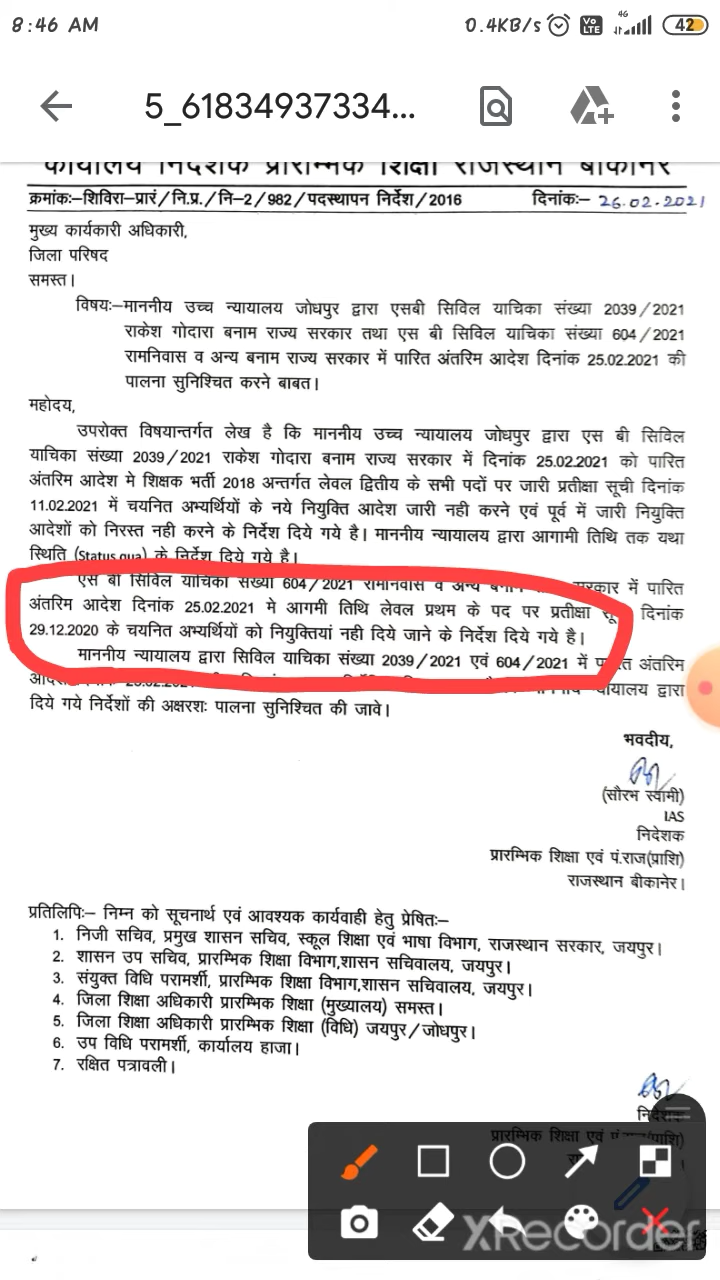 8:46 AM 0.4KB/s VoLTE 4G 42
5_61834937334...
कार्यालय निदेशक प्रारम्भिक शिक्षा राजस्थान बीकानेर
क्रमांकः–शिविरा–प्रारं/नि.प्र./नि–2/982/पदस्थापन निर्देश/2016 दिनांकः– 26.02.2021
मुख्य कार्यकारी अधिकारी,
जिला परिषद
समस्त।
विषयः–माननीय उच्च न्यायालय जोधपुर द्वारा एसबी सिविल याचिका संख्या 2039/2021
राकेश गोदारा बनाम राज्य सरकार तथा एस बी सिविल याचिका संख्या 604/2021
रामनिवास व अन्य बनाम राज्य सरकार में पारित अंतरिम आदेश दिनांक 25.02.2021 की
पालना सुनिश्चित करने बाबत।
महोदय,
उपरोक्त विषयान्तर्गत लेख है कि माननीय उच्च न्यायालय जोधपुर द्वारा एस बी सिविल
याचिका संख्या 2039/2021 राकेश गोदारा बनाम राज्य सरकार में दिनांक 25.02.2021 को पारित
अंतरिम आदेश मे शिक्षक भर्ती 2018 अन्तर्गत लेवल द्वितीय के सभी पदों पर जारी प्रतीक्षा सूची दिनांक
11.02.2021 में चयनित अभ्यर्थियों के नये नियुक्ति आदेश जारी नही करने एवं पूर्व में जारी नियुक्ति
आदेशों को निरस्त नही करने के निर्देश दिये गये है। माननीय न्यायालय द्वारा आगामी तिथि तक यथा
स्थिति (Status qua) के निर्देश दिये गये है।
एस बी सिविल याचिका संख्या 604/2021 रामनिवास व अन्य बनाम सरकार में पारित
अंतरिम आदेश दिनांक 25.02.2021 मे आगमी तिथि लेवल प्रथम के पद पर प्रतीक्षा दिनांक
29.12.2020 के चयनित अभ्यर्थियों को नियुक्तियां नही दिये जाने के निर्देश दिये गये है।
माननीय न्यायालय द्वारा सिविल याचिका संख्या 2039/2021 एवं 604/2021 में अंतरिम
द्वारा
दिये गये निर्देशों की अक्षरशः पालना सुनिश्चित की जावे।
भवदीय,
(सौरभ स्वामी)
IAS
निदेशक
प्रारम्भिक शिक्षा एवं पं.राज(प्राशि)
राजस्थान बीकानेर।
प्रतिलिपिः– निम्न को सूचनार्थ एवं आवश्यक कार्यवाही हेतु प्रेषितः–
1. निजी सचिव, प्रमुख शासन सचिव, स्कूल शिक्षा एवं भाषा विभाग, राजस्थान सरकार, जयपुर।
2. शासन उप सचिव, प्रारम्भिक शिक्षा विभाग,शासन सचिवालय, जयपुर।
3. संयुक्त विधि परामर्शी, प्रारम्भिक शिक्षा विभाग,शासन सचिवालय, जयपुर।
4. जिला शिक्षा अधिकारी प्रारम्भिक शिक्षा (मुख्यालय) समस्त।
5. जिला शिक्षा अधिकारी प्रारम्भिक शिक्षा (विधि) जयपुर/जोधपुर।
6. उप विधि परामर्शी, कार्यालय हाजा।
7. रक्षित पत्रावली।
निदेशक
प्रारम्भिक शिक्षा एवं
XRecorder